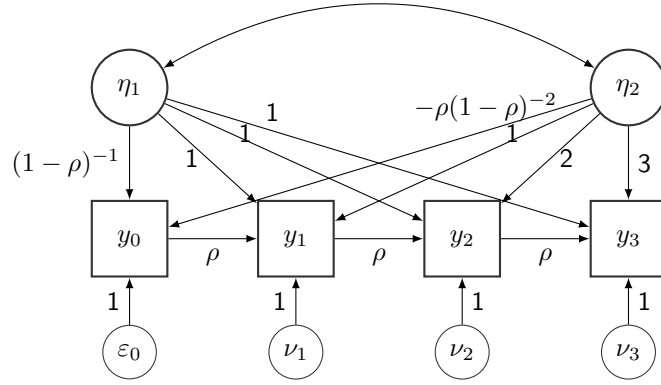 η₁ η₂
1 −ρ(1 − ρ)⁻²
(1 − ρ)⁻¹ 1 1 1 2 3
y₀ y₁ y₂ y₃
ρ ρ ρ
1 1 1 1
ε₀ ν₁ ν₂ ν₃